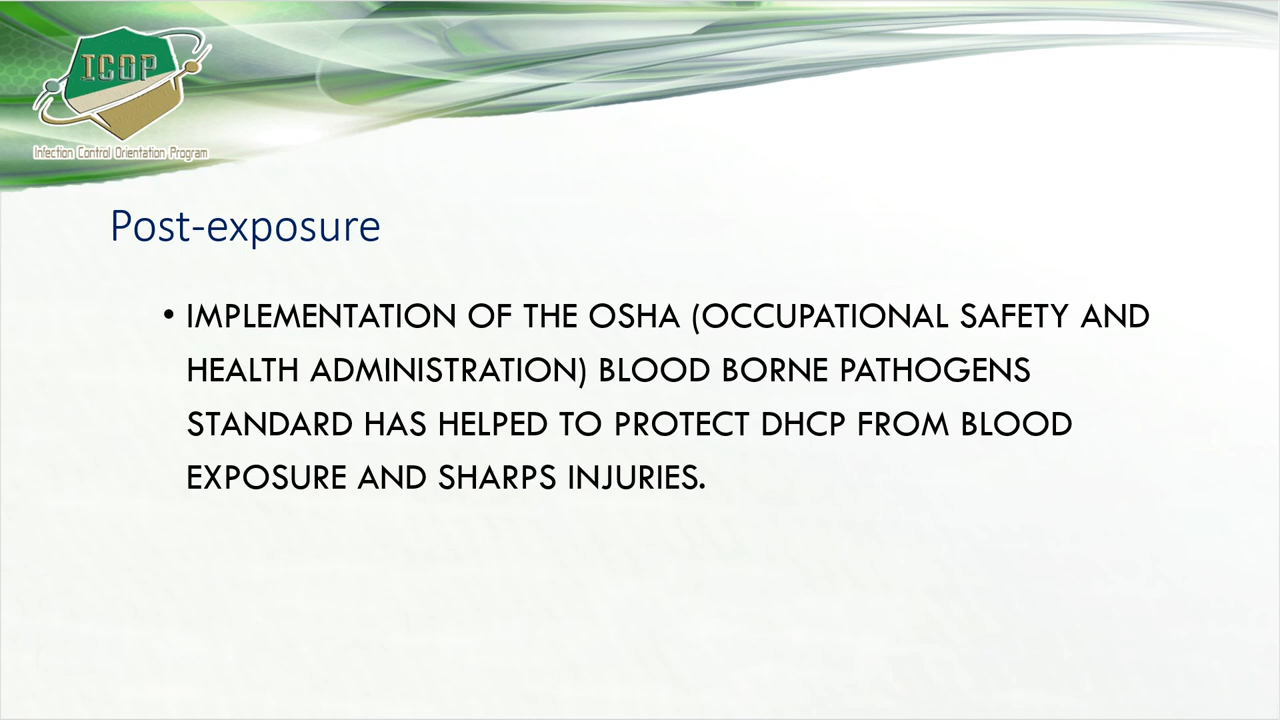 ICOP
Infection Control Orientation Program
Post-exposure
• IMPLEMENTATION OF THE OSHA (OCCUPATIONAL SAFETY AND
HEALTH ADMINISTRATION) BLOOD BORNE PATHOGENS
STANDARD HAS HELPED TO PROTECT DHCP FROM BLOOD
EXPOSURE AND SHARPS INJURIES.